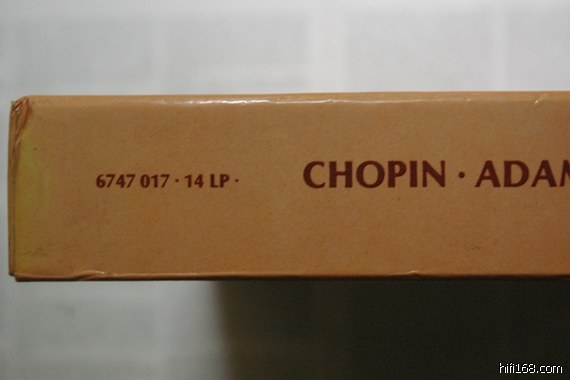 6747 017 · 14 LP · CHOPIN · ADAM
hifi168.com